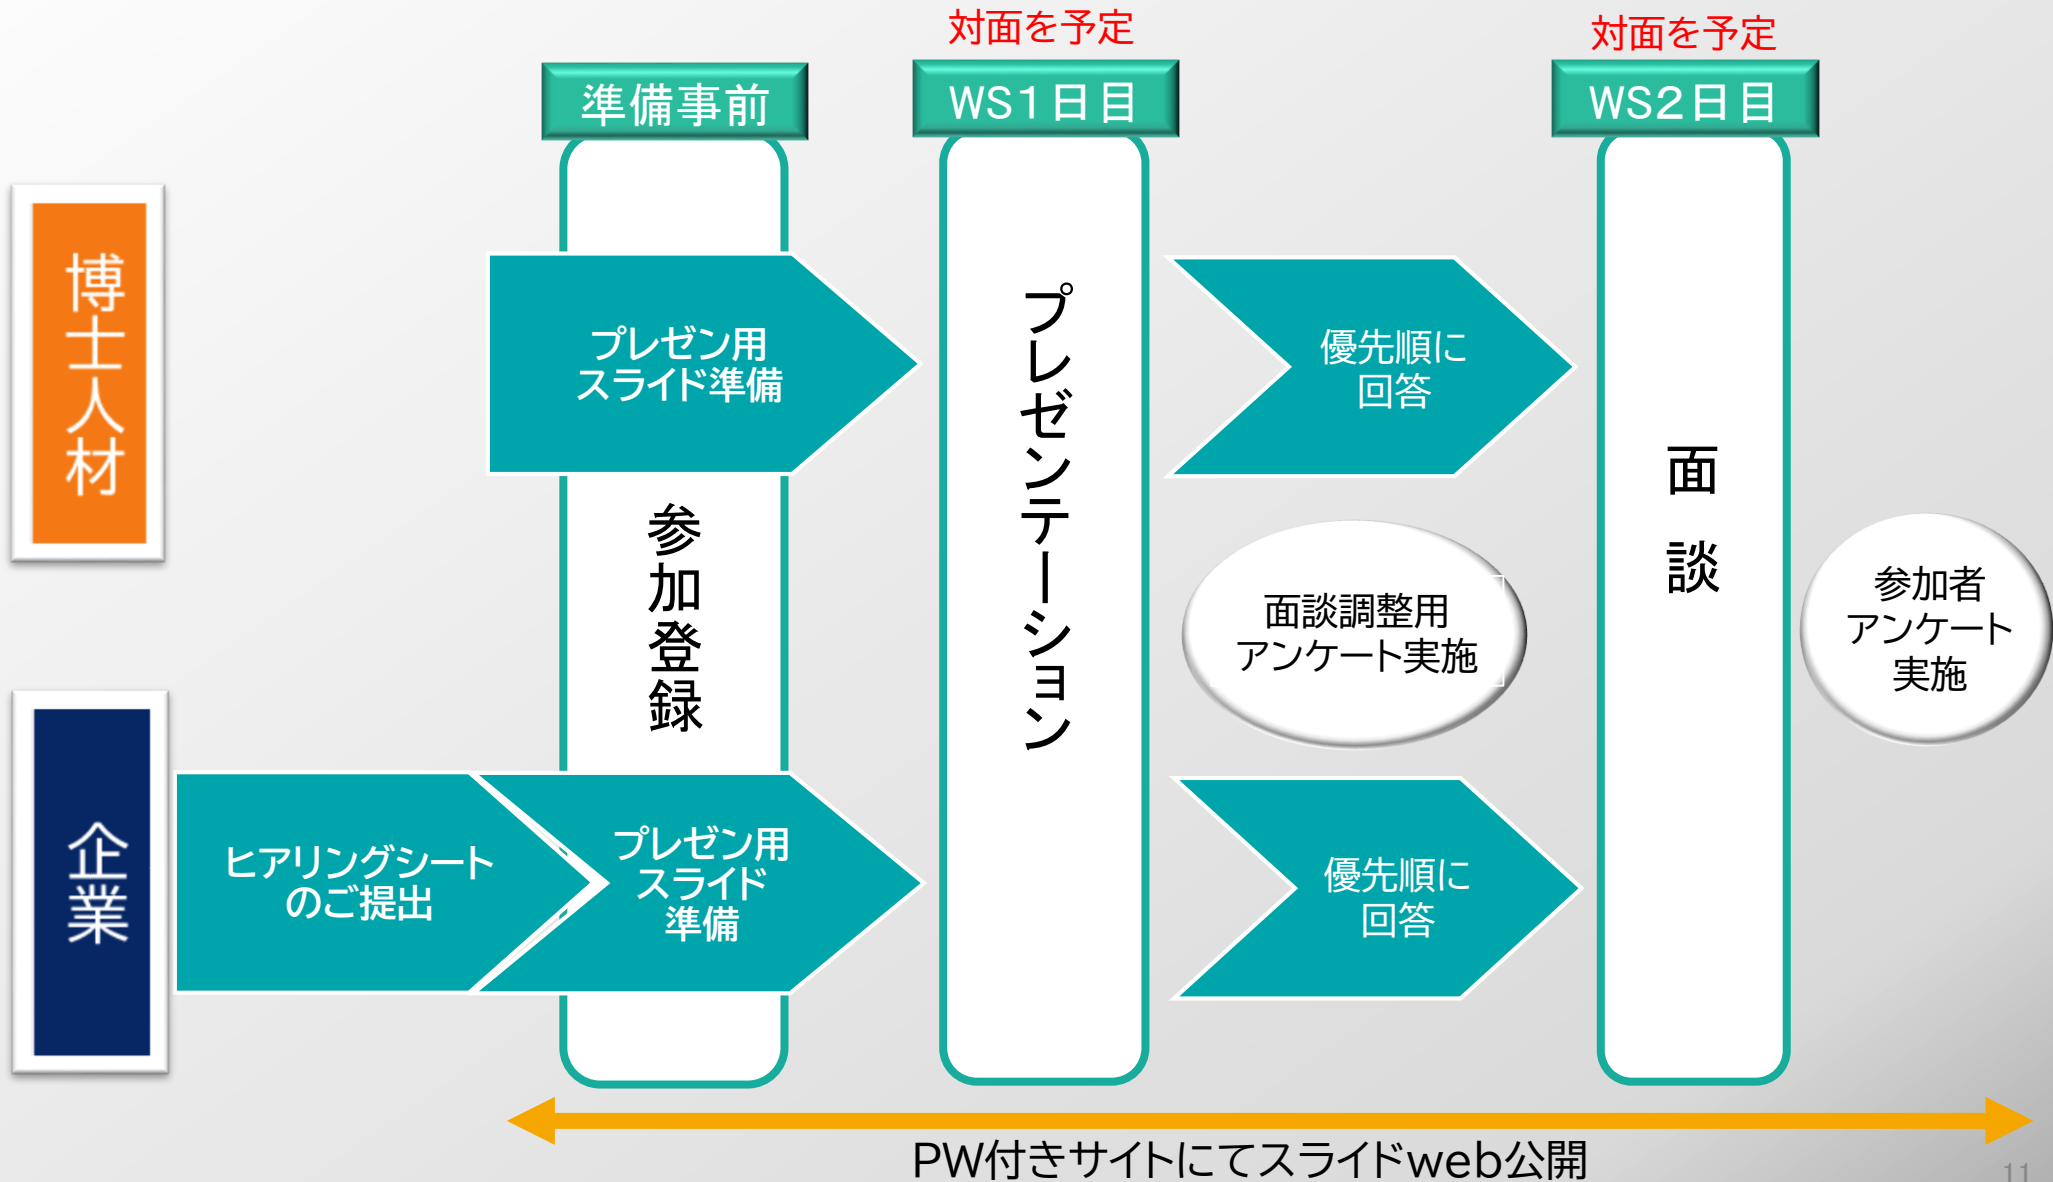 対面を予定
対面を予定
準備事前
WS1日目
WS2日目
博士人材
プレゼン用
スライド準備
参加登録
プレゼンテーション
優先順に
回答
面談調整用
アンケート実施
面談
参加者
アンケート
実施
企業
ヒアリングシート
のご提出
プレゼン用
スライド
準備
優先順に
回答
PW付きサイトにてスライドweb公開
11